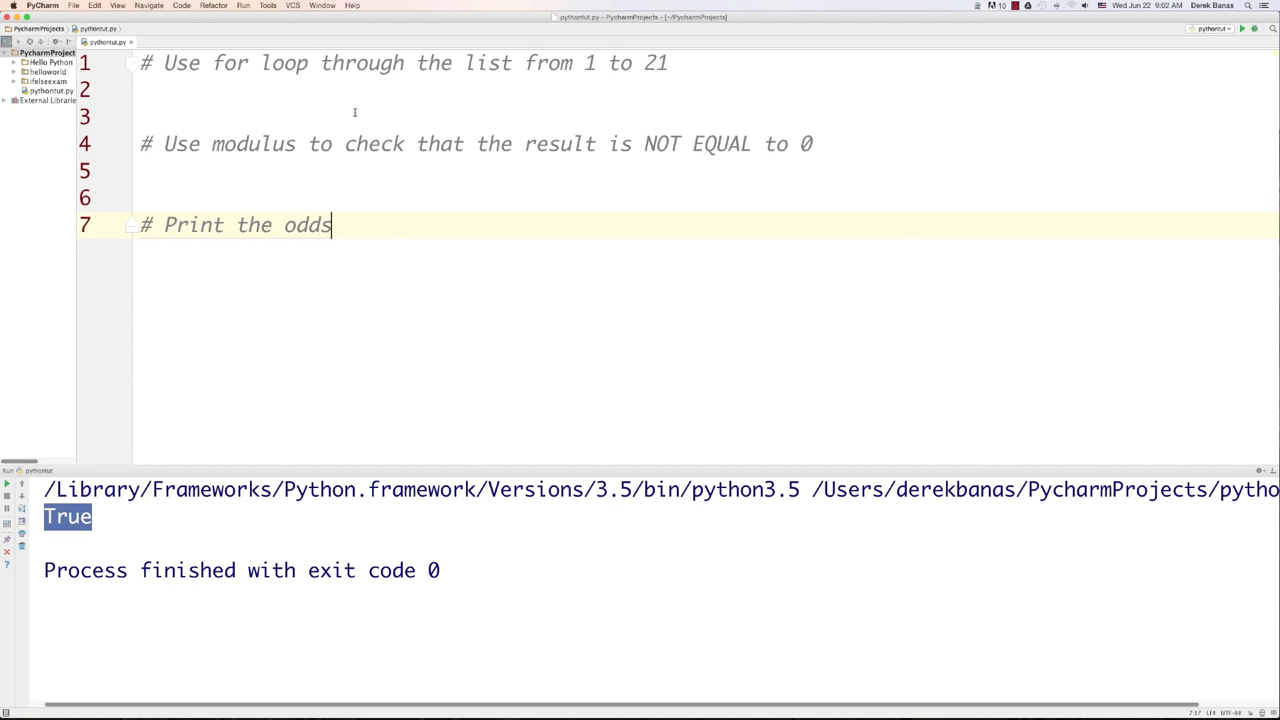 PyCharm File Edit View Navigate Code Refactor Run Tools VCS Window Help
10 Wed Jun 22 9:02 AM Derek Banas
pythontut.py - PycharmProjects - [~/PycharmProjects]
PycharmProjects pythontut.py
pythontut
pythontut.py
PycharmProject
Hello Python
helloworld
ifelseexam
pythontut.py
External Librarie
1 # Use for loop through the list from 1 to 21
2
3
4 # Use modulus to check that the result is NOT EQUAL to 0
5
6
7 # Print the odds
Run pythontut
/Library/Frameworks/Python.framework/Versions/3.5/bin/python3.5 /Users/derekbanas/PycharmProjects/pytho
True
Process finished with exit code 0
7:17 LF UTF-8